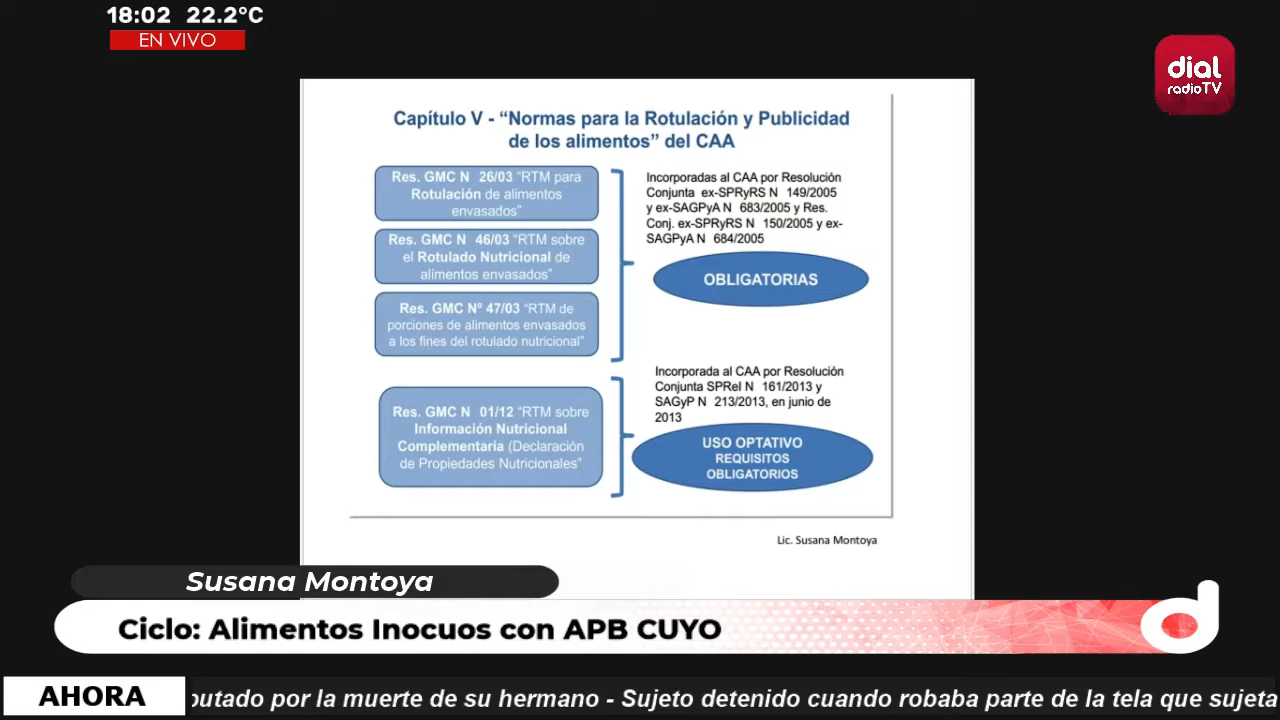 18:02 22.2°C
EN VIVO
dial
radioTV
Capítulo V - “Normas para la Rotulación y Publicidad
de los alimentos” del CAA
Res. GMC N 26/03 “RTM para
Rotulación de alimentos
envasados”
Res. GMC N 46/03 “RTM sobre
el Rotulado Nutricional de
alimentos envasados”
Res. GMC Nº 47/03 “RTM de
porciones de alimentos envasados
a los fines del rotulado nutricional”
Incorporadas al CAA por Resolución
Conjunta ex-SPRyRS N 149/2005
y ex-SAGPyA N 683/2005 y Res.
Conj. ex-SPRyRS N 150/2005 y ex-
SAGPyA N 684/2005
OBLIGATORIAS
Res. GMC N 01/12 “RTM sobre
Información Nutricional
Complementaria (Declaración
de Propiedades Nutricionales”
Incorporada al CAA por Resolución
Conjunta SPReI N 161/2013 y
SAGyP N 213/2013, en junio de
2013
USO OPTATIVO
REQUISITOS
OBLIGATORIOS
Lic. Susana Montoya
Susana Montoya
Ciclo: Alimentos Inocuos con APB CUYO
d
AHORA
putado por la muerte de su hermano - Sujeto detenido cuando robaba parte de la tela que sujeta